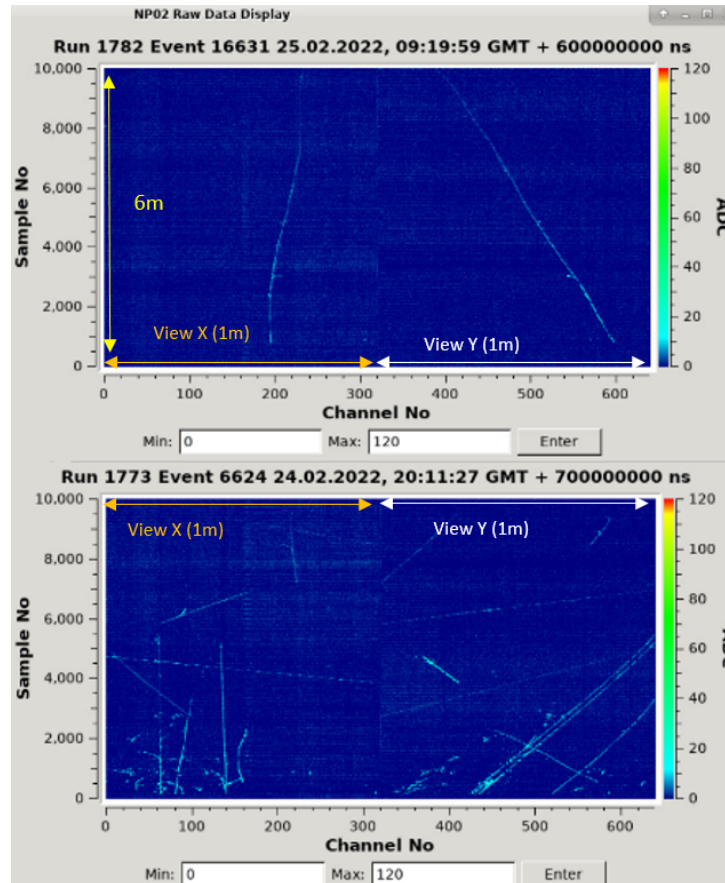 NP02 Raw Data Display
Run 1782 Event 16631 25.02.2022, 09:19:59 GMT + 600000000 ns
10,000
8,000
6,000
4,000
2,000
0
Sample No
6m
View X (1m)
View Y (1m)
0 100 200 300 400 500 600
Channel No
120
100
80
60
40
20
0
ADC
Min: 0 Max: 120 Enter
Run 1773 Event 6624 24.02.2022, 20:11:27 GMT + 700000000 ns
10,000
8,000
6,000
4,000
2,000
0
Sample No
View X (1m)
View Y (1m)
0 100 200 300 400 500 600
Channel No
120
100
80
60
40
20
0
Min: 0 Max: 120 Enter